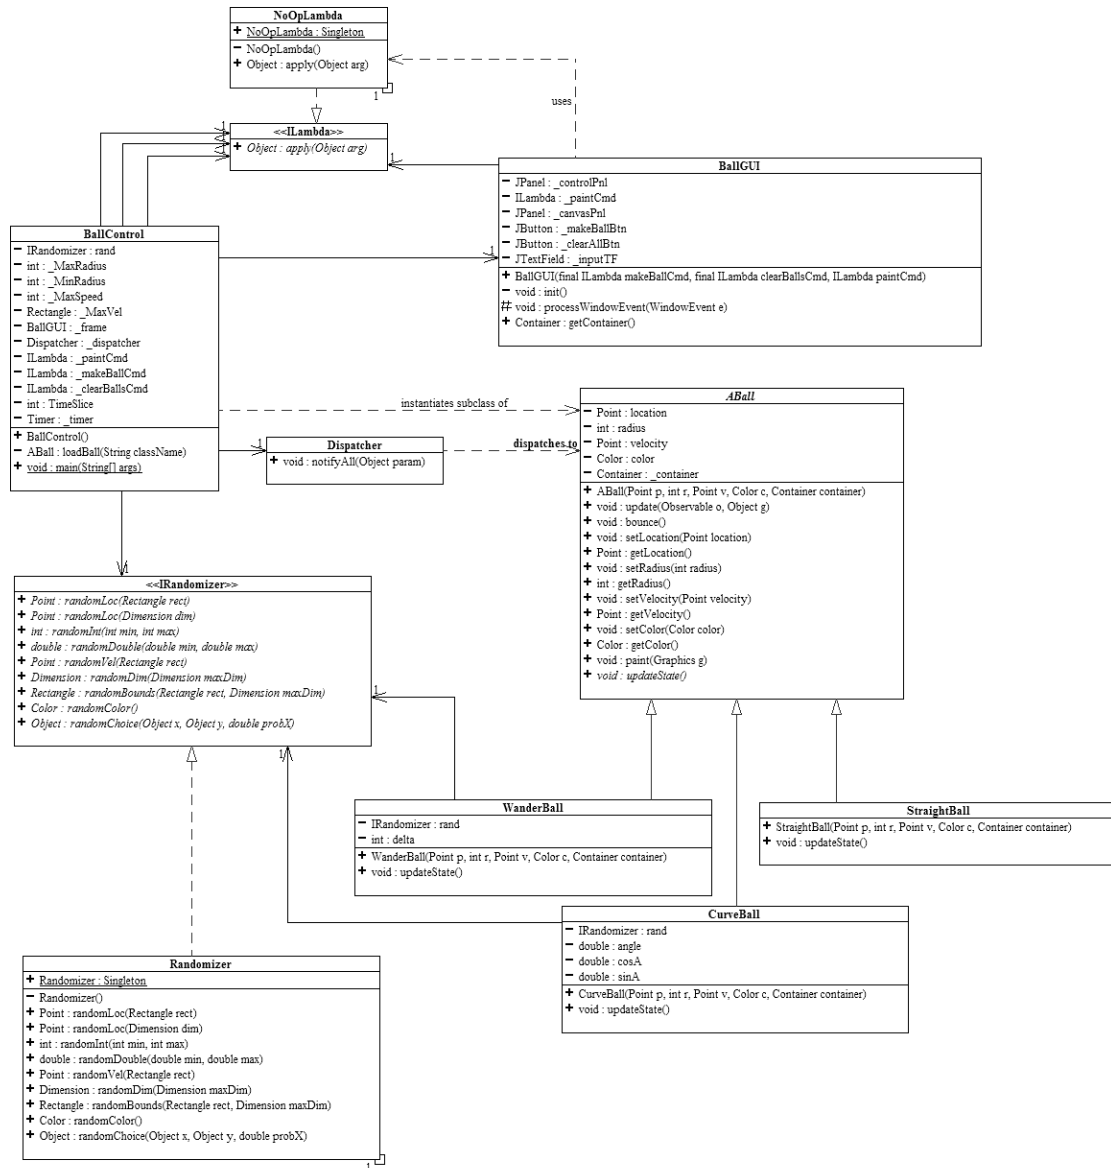 NoOpLambda
+ NoOpLambda : Singleton
− NoOpLambda()
+ Object : apply(Object arg)
1
uses
<<ILambda>>
+ Object : apply(Object arg)
1
1
1
1
BallGUI
− JPanel : _controlPnl
− ILambda : _paintCmd
− JPanel : _canvasPnl
− JButton : _makeBallBtn
− JButton : _clearAllBtn
− JTextField : _inputTF
+ BallGUI(final ILambda makeBallCmd, final ILambda clearBallsCmd, ILambda paintCmd)
− void : init()
# void : processWindowEvent(WindowEvent e)
+ Container : getContainer()
1
BallControl
− IRandomizer : rand
− int : _MaxRadius
− int : _MinRadius
− int : _MaxSpeed
− Rectangle : _MaxVel
− BallGUI : _frame
− Dispatcher : _dispatcher
− ILambda : _paintCmd
− ILambda : _makeBallCmd
− ILambda : _clearBallsCmd
− int : TimeSlice
− Timer : _timer
+ BallControl()
− ABall : loadBall(String className)
+ void : main(String[] args)
instantiates subclass of
1
Dispatcher
+ void : notifyAll(Object param)
dispatches to
ABall
− Point : location
− int : radius
− Point : velocity
− Color : color
− Container : _container
+ ABall(Point p, int r, Point v, Color c, Container container)
+ void : update(Observable o, Object g)
+ void : bounce()
+ void : setLocation(Point location)
+ Point : getLocation()
+ void : setRadius(int radius)
+ int : getRadius()
+ void : setVelocity(Point velocity)
+ Point : getVelocity()
+ void : setColor(Color color)
+ Color : getColor()
+ void : paint(Graphics g)
+ void : updateState()
1
<<IRandomizer>>
+ Point : randomLoc(Rectangle rect)
+ Point : randomLoc(Dimension dim)
+ int : randomInt(int min, int max)
+ double : randomDouble(double min, double max)
+ Point : randomVel(Rectangle rect)
+ Dimension : randomDim(Dimension maxDim)
+ Rectangle : randomBounds(Rectangle rect, Dimension maxDim)
+ Color : randomColor()
+ Object : randomChoice(Object x, Object y, double probX)
1
1
WanderBall
− IRandomizer : rand
− int : delta
+ WanderBall(Point p, int r, Point v, Color c, Container container)
+ void : updateState()
StraightBall
+ StraightBall(Point p, int r, Point v, Color c, Container container)
+ void : updateState()
CurveBall
− IRandomizer : rand
− double : angle
− double : cosA
− double : sinA
+ CurveBall(Point p, int r, Point v, Color c, Container container)
+ void : updateState()
Randomizer
+ Randomizer : Singleton
− Randomizer()
+ Point : randomLoc(Rectangle rect)
+ Point : randomLoc(Dimension dim)
+ int : randomInt(int min, int max)
+ double : randomDouble(double min, double max)
+ Point : randomVel(Rectangle rect)
+ Dimension : randomDim(Dimension maxDim)
+ Rectangle : randomBounds(Rectangle rect, Dimension maxDim)
+ Color : randomColor()
+ Object : randomChoice(Object x, Object y, double probX)
1